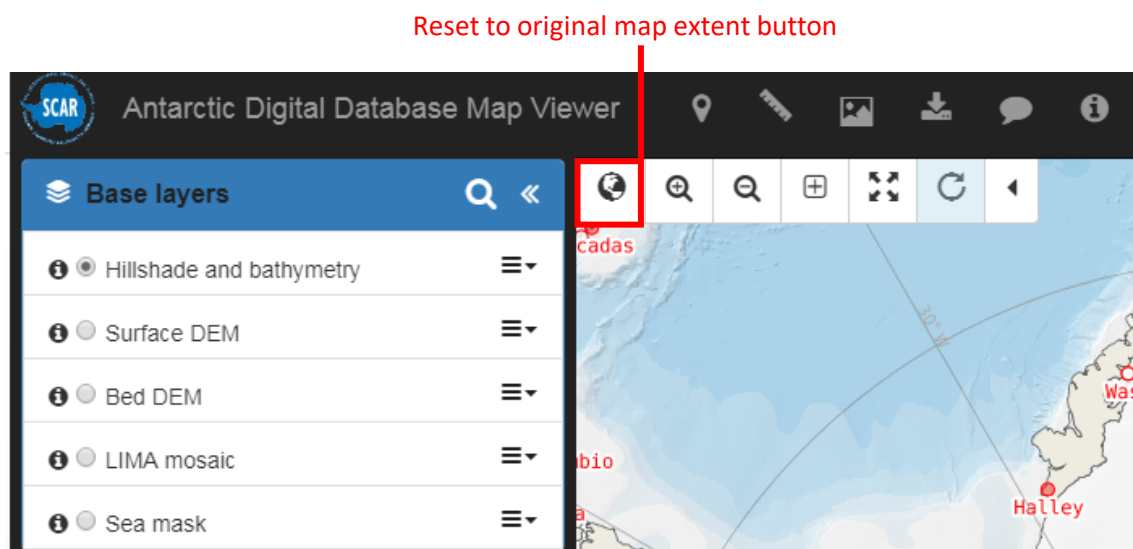 Reset to original map extent button
SCAR
Antarctic Digital Database Map Viewer
Base layers
Hillshade and bathymetry
Surface DEM
Bed DEM
LIMA mosaic
Sea mask
cadas
30° W
Was
bio
Halley
a